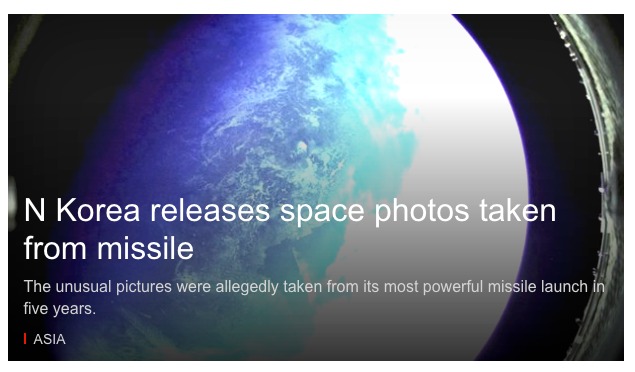 N Korea releases space photos taken
from missile
The unusual pictures were allegedly taken from its most powerful missile launch in
five years.
ASIA